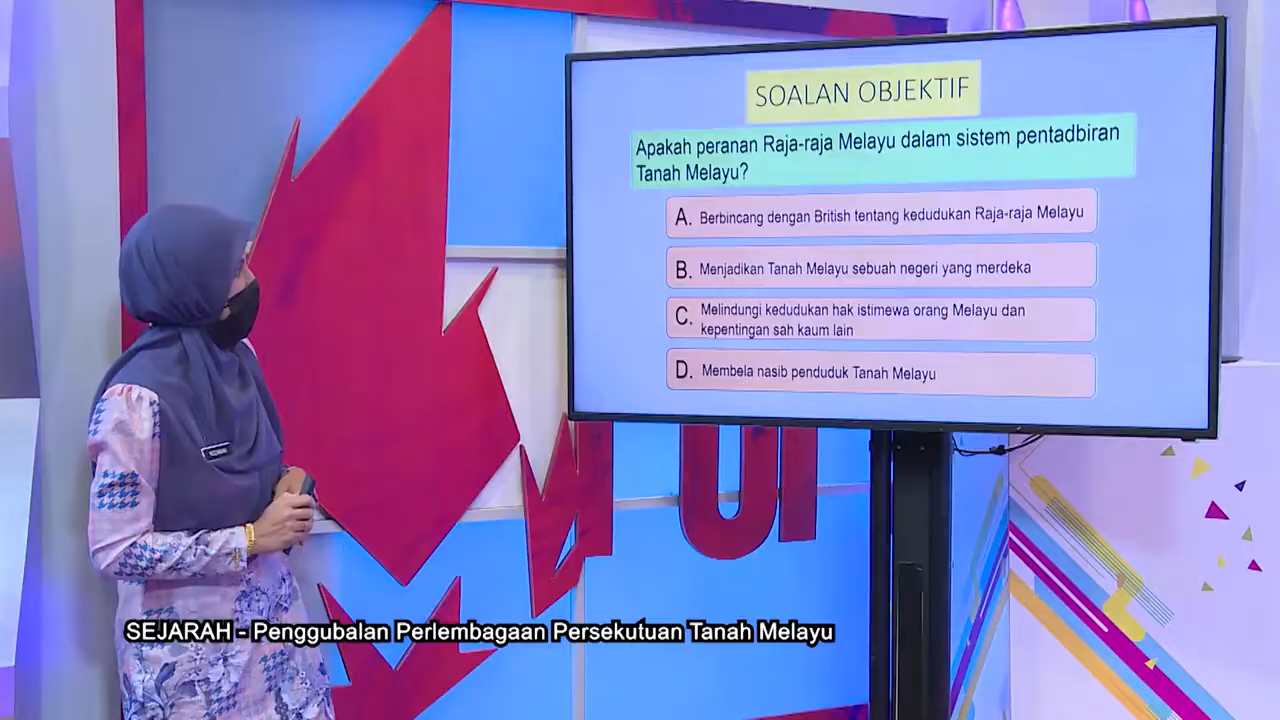 SOALAN OBJEKTIF
Apakah peranan Raja-raja Melayu dalam sistem pentadbiran
Tanah Melayu?
A. Berbincang dengan British tentang kedudukan Raja-raja Melayu
B. Menjadikan Tanah Melayu sebuah negeri yang merdeka
C. Melindungi kedudukan hak istimewa orang Melayu dan
kepentingan sah kaum lain
D. Membela nasib penduduk Tanah Melayu
SEJARAH - Penggubalan Perlembagaan Persekutuan Tanah Melayu